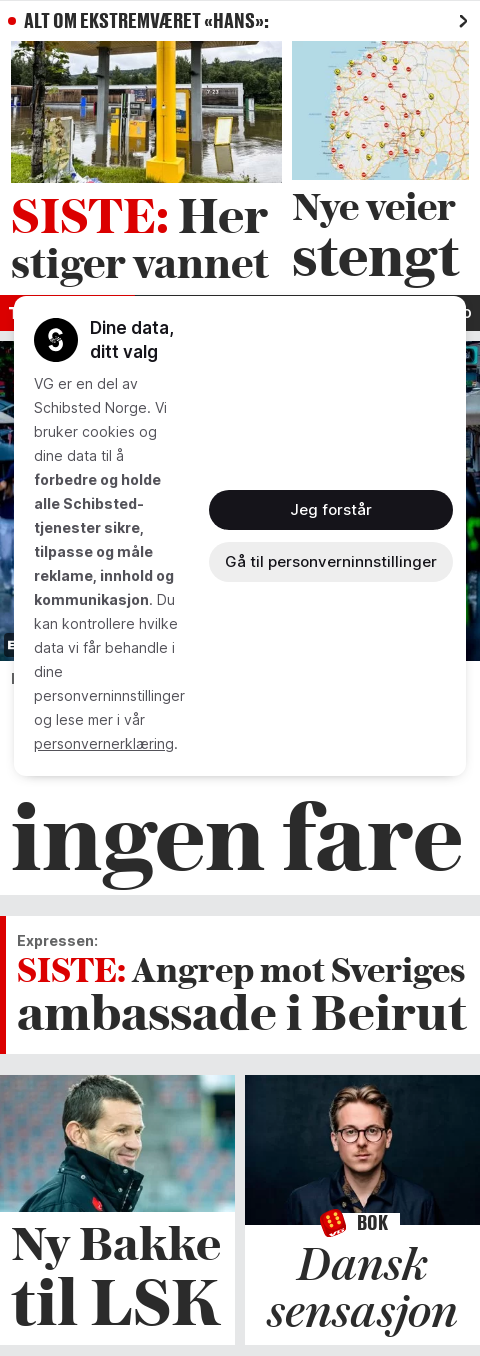 ALT OM EKSTREMVÆRET «HANS»:
SISTE: Her
stiger vannet
Nye veier
stengt
Dine data,
ditt valg
VG er en del av
Schibsted Norge. Vi
bruker cookies og
dine data til å
forbedre og holde
alle Schibsted-
tjenester sikre,
tilpasse og måle
reklame, innhold og
kommunikasjon. Du
kan kontrollere hvilke
data vi får behandle i
dine
personverninnstillinger
og lese mer i vår
personvernerklæring.
Jeg forstår
Gå til personverninnstillinger
ingen fare
Expressen:
SISTE: Angrep mot Sveriges
ambassade i Beirut
Ny Bakke
til LSK
BOK
Dansk
sensasjon